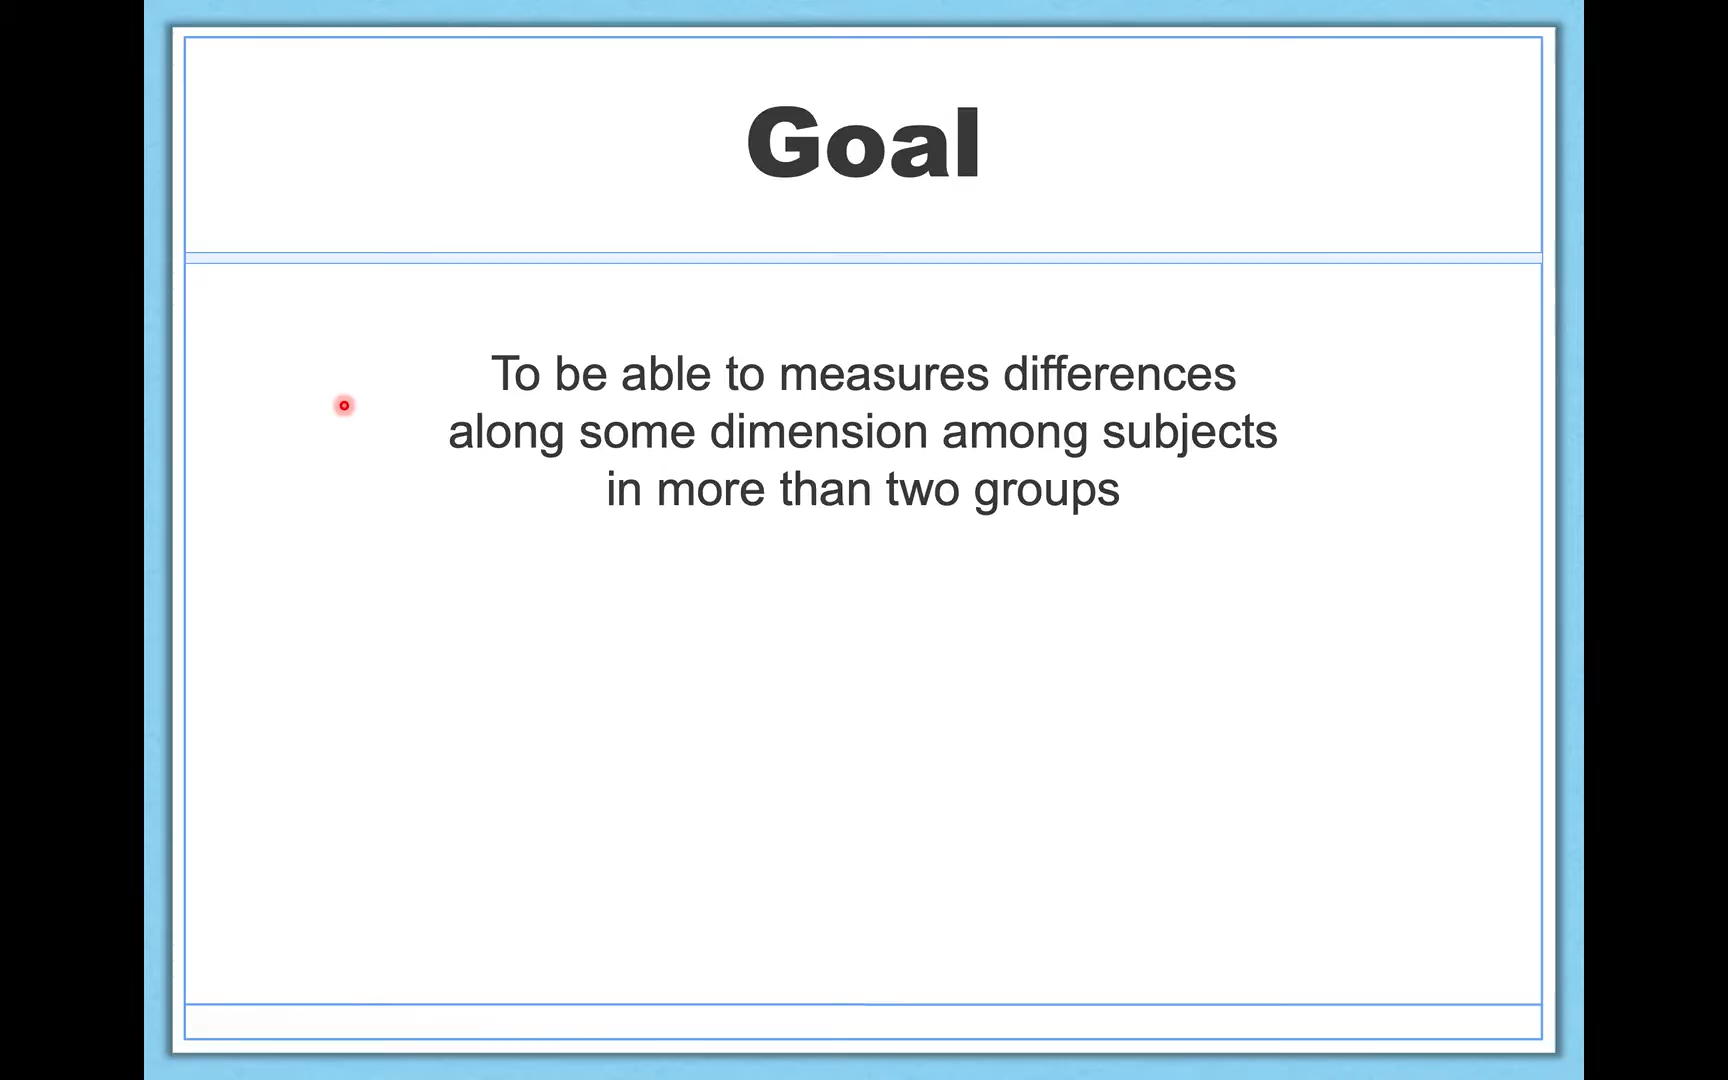 Goal
To be able to measures differences
along some dimension among subjects
in more than two groups